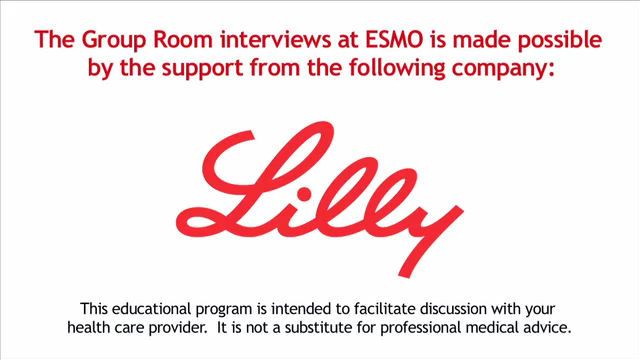 The Group Room interviews at ESMO is made possible
by the support from the following company:
Lilly
This educational program is intended to facilitate discussion with your
health care provider.  It is not a substitute for professional medical advice.